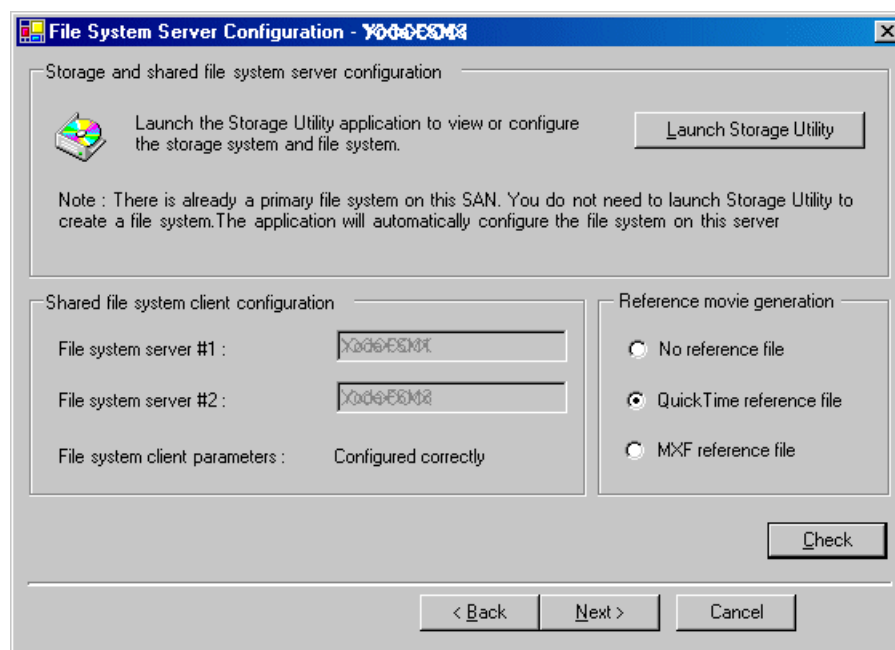 File System Server Configuration -
Storage and shared file system server configuration
Launch the Storage Utility application to view or configure
the storage system and file system.
Launch Storage Utility
Note : There is already a primary file system on this SAN. You do not need to launch Storage Utility to
create a file system.The application will automatically configure the file system on this server
Shared file system client configuration
File system server #1 :
File system server #2 :
File system client parameters : Configured correctly
Reference movie generation
No reference file
QuickTime reference file
MXF reference file
Check
< Back
Next >
Cancel